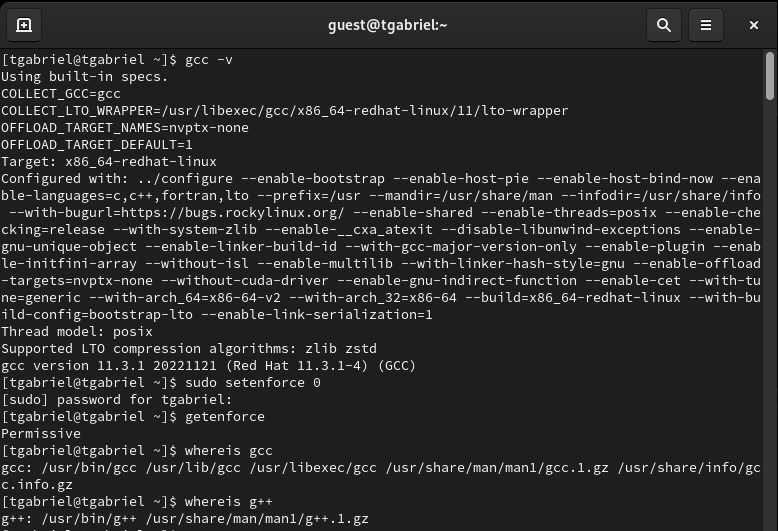 guest@tgabriel:~
[tgabriel@tgabriel ~]$ gcc -v
Using built-in specs.
COLLECT_GCC=gcc
COLLECT_LTO_WRAPPER=/usr/libexec/gcc/x86_64-redhat-linux/11/lto-wrapper
OFFLOAD_TARGET_NAMES=nvptx-none
OFFLOAD_TARGET_DEFAULT=1
Target: x86_64-redhat-linux
Configured with: ../configure --enable-bootstrap --enable-host-pie --enable-host-bind-now --ena
ble-languages=c,c++,fortran,lto --prefix=/usr --mandir=/usr/share/man --infodir=/usr/share/info
 --with-bugurl=https://bugs.rockylinux.org/ --enable-shared --enable-threads=posix --enable-che
cking=release --with-system-zlib --enable-__cxa_atexit --disable-libunwind-exceptions --enable-
gnu-unique-object --enable-linker-build-id --with-gcc-major-version-only --enable-plugin --enab
le-initfini-array --without-isl --enable-multilib --with-linker-hash-style=gnu --enable-offload
-targets=nvptx-none --without-cuda-driver --enable-gnu-indirect-function --enable-cet --with-tu
ne=generic --with-arch_64=x86-64-v2 --with-arch_32=x86-64 --build=x86_64-redhat-linux --with-bu
ild-config=bootstrap-lto --enable-link-serialization=1
Thread model: posix
Supported LTO compression algorithms: zlib zstd
gcc version 11.3.1 20221121 (Red Hat 11.3.1-4) (GCC)
[tgabriel@tgabriel ~]$ sudo setenforce 0
[sudo] password for tgabriel:
[tgabriel@tgabriel ~]$ getenforce
Permissive
[tgabriel@tgabriel ~]$ whereis gcc
gcc: /usr/bin/gcc /usr/lib/gcc /usr/libexec/gcc /usr/share/man/man1/gcc.1.gz /usr/share/info/gc
c.info.gz
[tgabriel@tgabriel ~]$ whereis g++
g++: /usr/bin/g++ /usr/share/man/man1/g++.1.gz